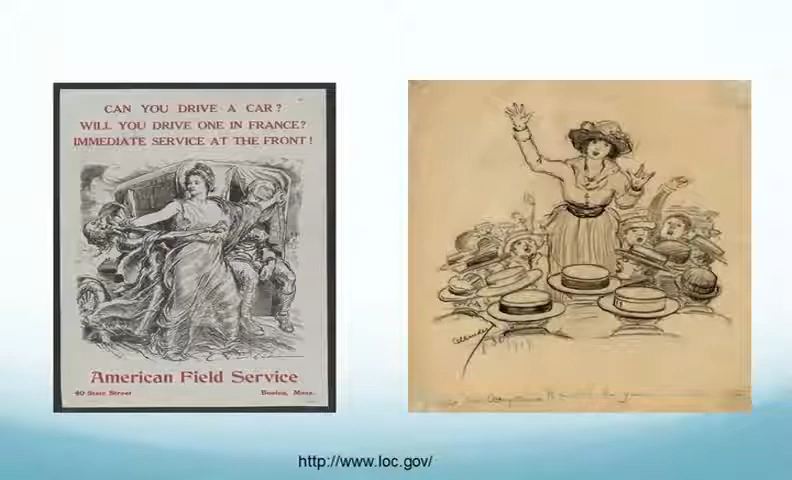 CAN YOU DRIVE A CAR?
WILL YOU DRIVE ONE IN FRANCE?
IMMEDIATE SERVICE AT THE FRONT!
American Field Service
40 State Street
Boston, Mass.
http://www.loc.gov/